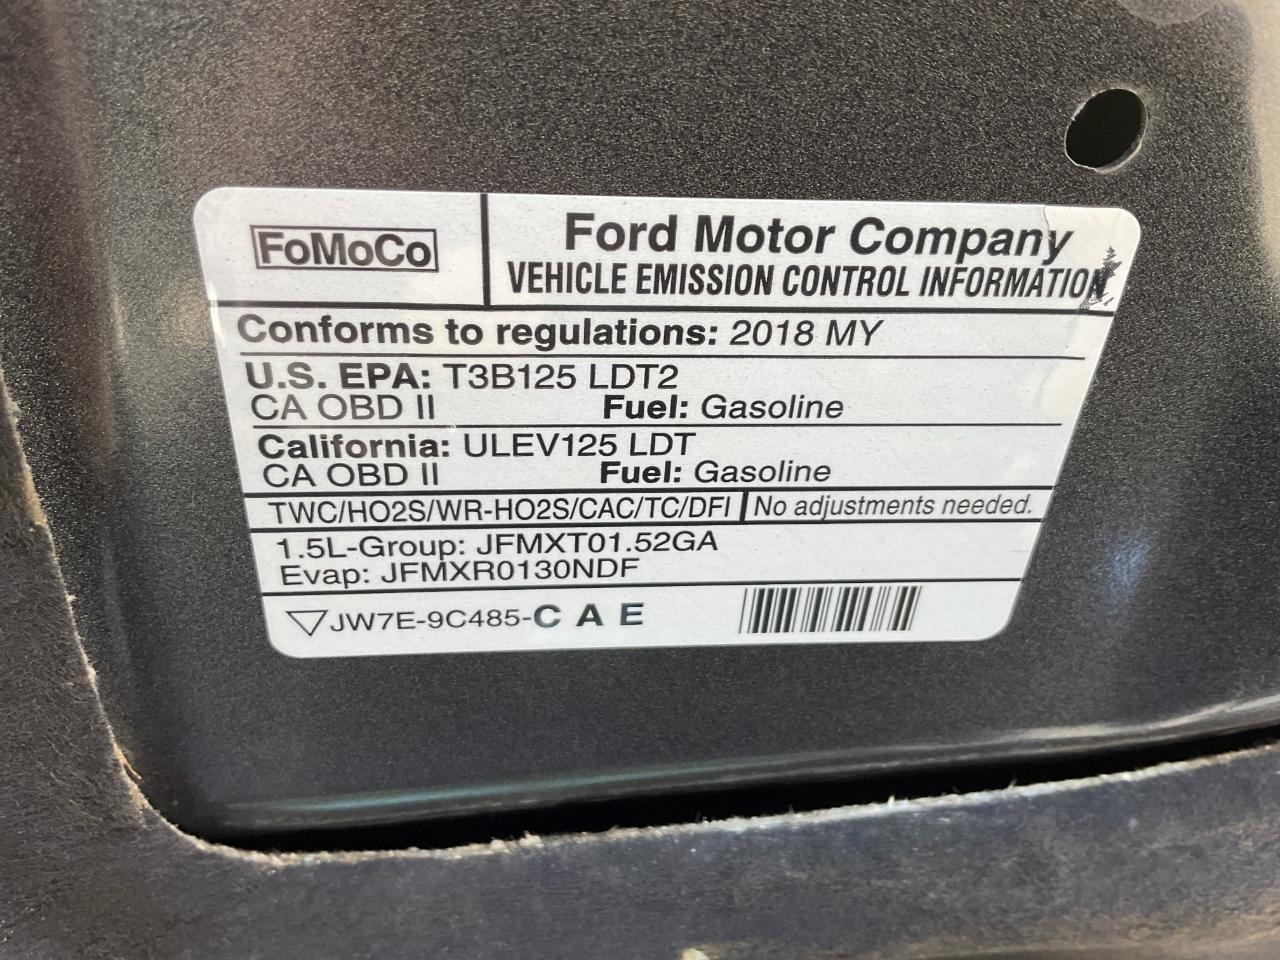 FoMoCo
Ford Motor Company
VEHICLE EMISSION CONTROL INFORMATION
Conforms to regulations: 2018 MY
U.S. EPA: T3B125 LDT2
CA OBD II Fuel: Gasoline
California: ULEV125 LDT
CA OBD II Fuel: Gasoline
TWC/HO2S/WR-HO2S/CAC/TC/DFI No adjustments needed.
1.5L-Group: JFMXT01.52GA
Evap: JFMXR0130NDF
JW7E-9C485-C A E